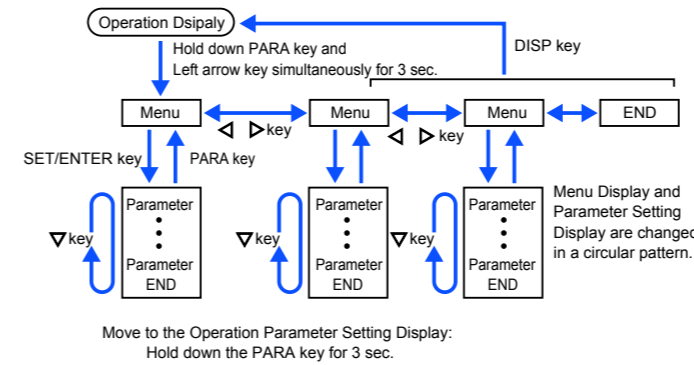 Operation Dsipaly
Hold down PARA key and
Left arrow key simultaneously for 3 sec.
DISP key
Menu
Menu
Menu
END
◁ ▷ key
◁ ▷ key
SET/ENTER key
PARA key
Parameter
Parameter
END
▽ key
Parameter
Parameter
END
▽ key
Parameter
Parameter
END
▽ key
Menu Display and
Parameter Setting
Display are changed
in a circular pattern.
Move to the Operation Parameter Setting Display:
Hold down the PARA key for 3 sec.